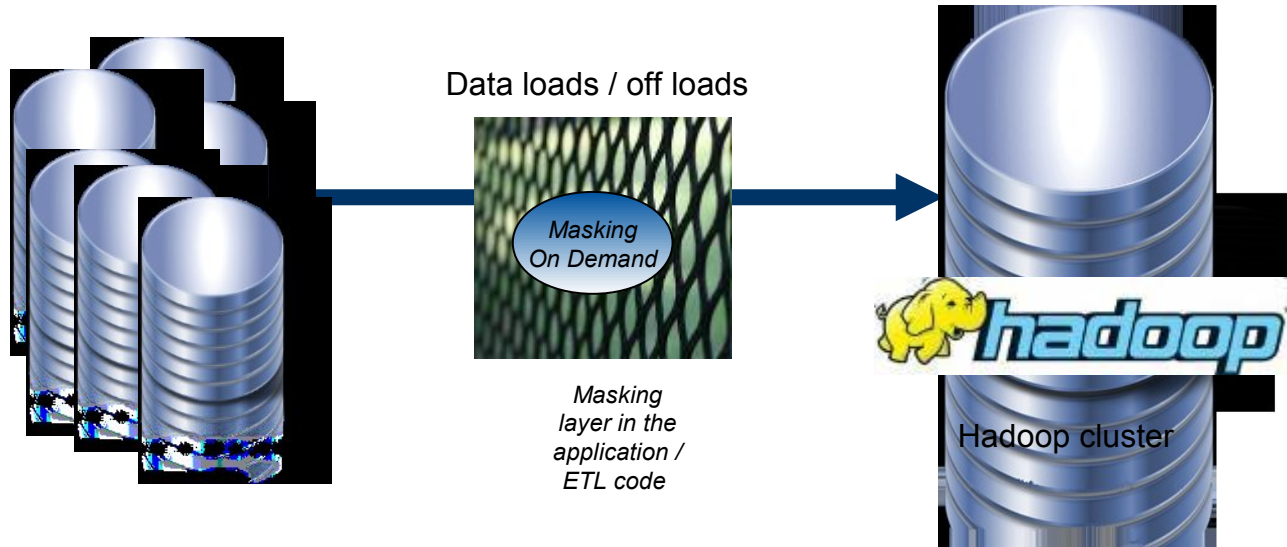 Data loads / off loads
Masking
On Demand
Masking
layer in the
application /
ETL code
hadoop
Hadoop cluster